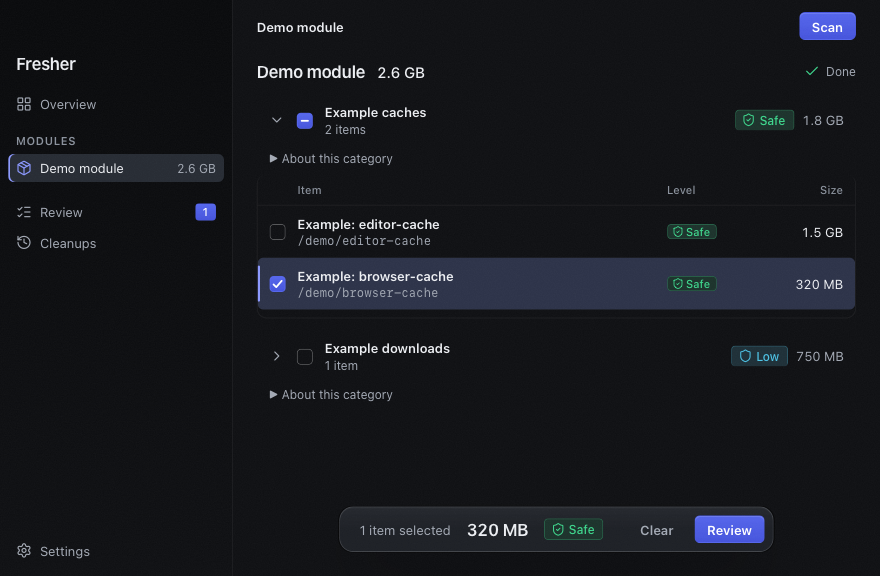 Fresher
Overview
MODULES
Demo module 2.6 GB
Review 1
Cleanups
Settings
Demo module Scan
Demo module 2.6 GB Done
Example caches
2 items
Safe 1.8 GB
About this category
Item Level Size
Example: editor-cache
/demo/editor-cache
Safe 1.5 GB
Example: browser-cache
/demo/browser-cache
Safe 320 MB
Example downloads
1 item
Low 750 MB
About this category
1 item selected 320 MB Safe Clear Review